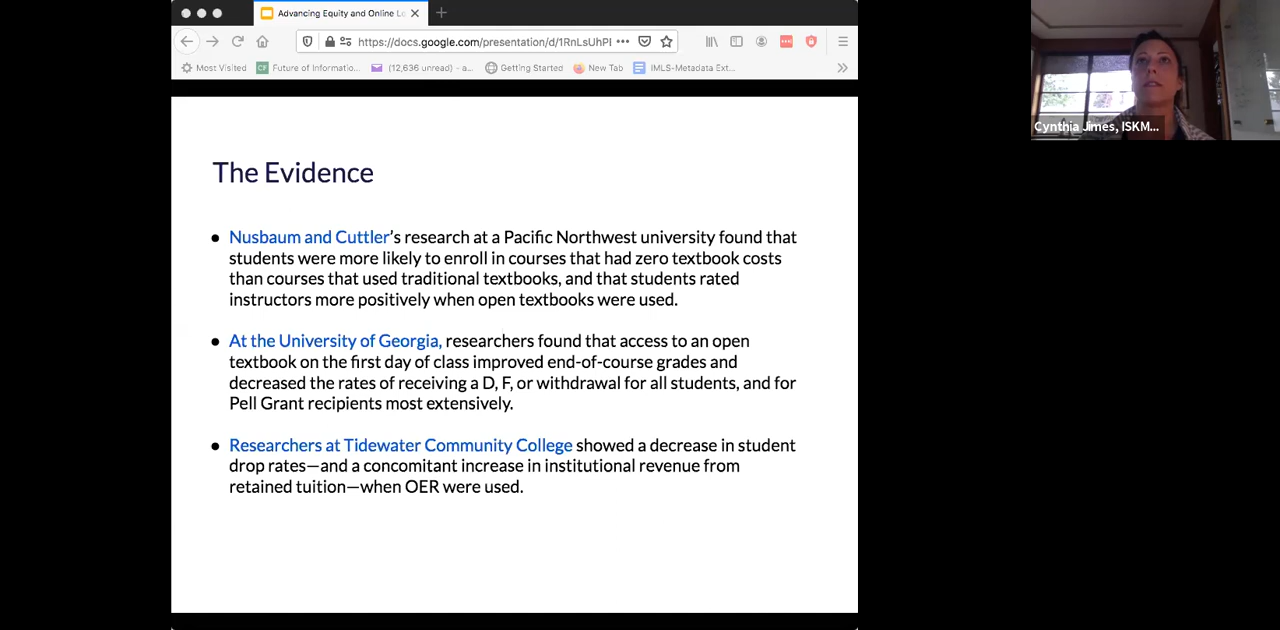 Advancing Equity and Online Le
https://docs.google.com/presentation/d/1RnLsUhPI
Most Visited Future of Informatio... (12,636 unread) - a... Getting Started New Tab IMLS-Metadata Ext...
Cynthia Jimes, ISKM...
The Evidence
● Nusbaum and Cuttler's research at a Pacific Northwest university found that
students were more likely to enroll in courses that had zero textbook costs
than courses that used traditional textbooks, and that students rated
instructors more positively when open textbooks were used.
● At the University of Georgia, researchers found that access to an open
textbook on the first day of class improved end-of-course grades and
decreased the rates of receiving a D, F, or withdrawal for all students, and for
Pell Grant recipients most extensively.
● Researchers at Tidewater Community College showed a decrease in student
drop rates—and a concomitant increase in institutional revenue from
retained tuition—when OER were used.